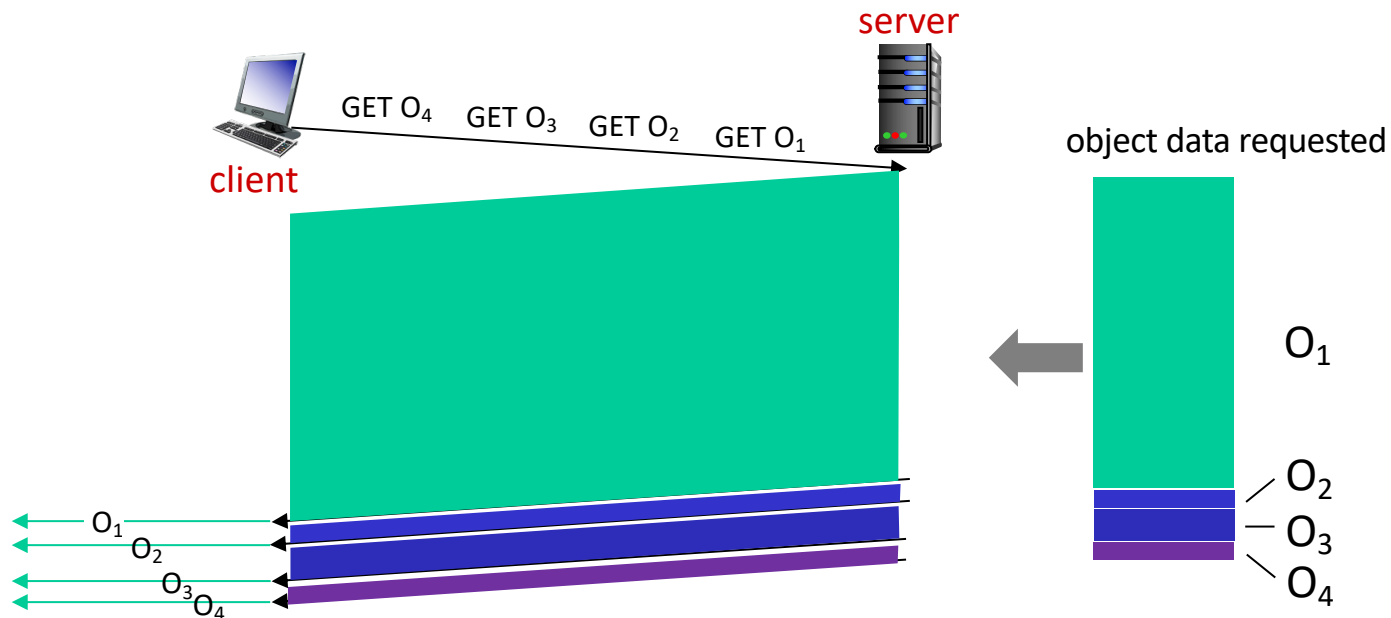 server
GET O₄ GET O₃ GET O₂ GET O₁
client
object data requested
O₁
O₂
O₃
O₄
O₁
O₂
O₃
O₄